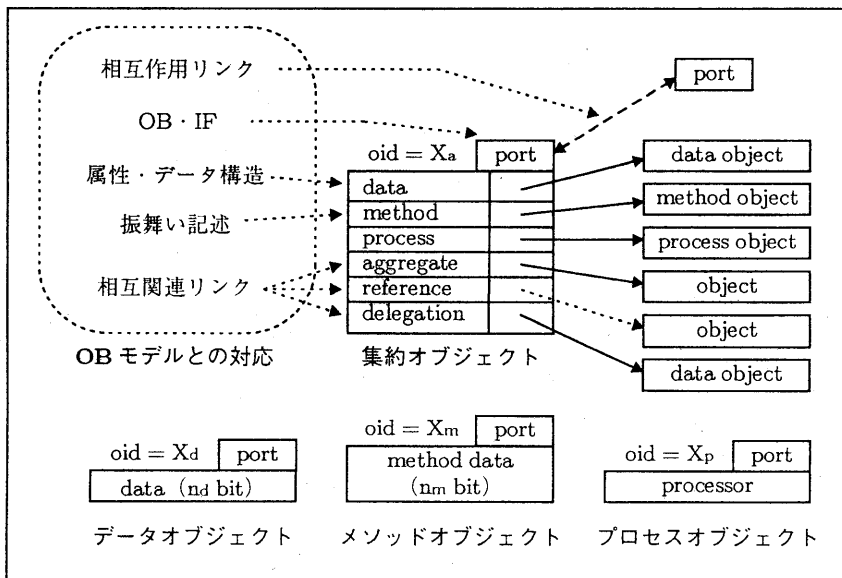 相互作用リンク
port
OB・IF
oid = Xa
port
data object
属性・データ構造
data
method object
振舞い記述
method
process
process object
aggregate
相互関連リンク
reference
object
delegation
object
OB モデルとの対応
集約オブジェクト
data object
oid = Xd
port
data (nd bit)
データオブジェクト
oid = Xm
port
method data
(nm bit)
メソッドオブジェクト
oid = Xp
port
processor
プロセスオブジェクト